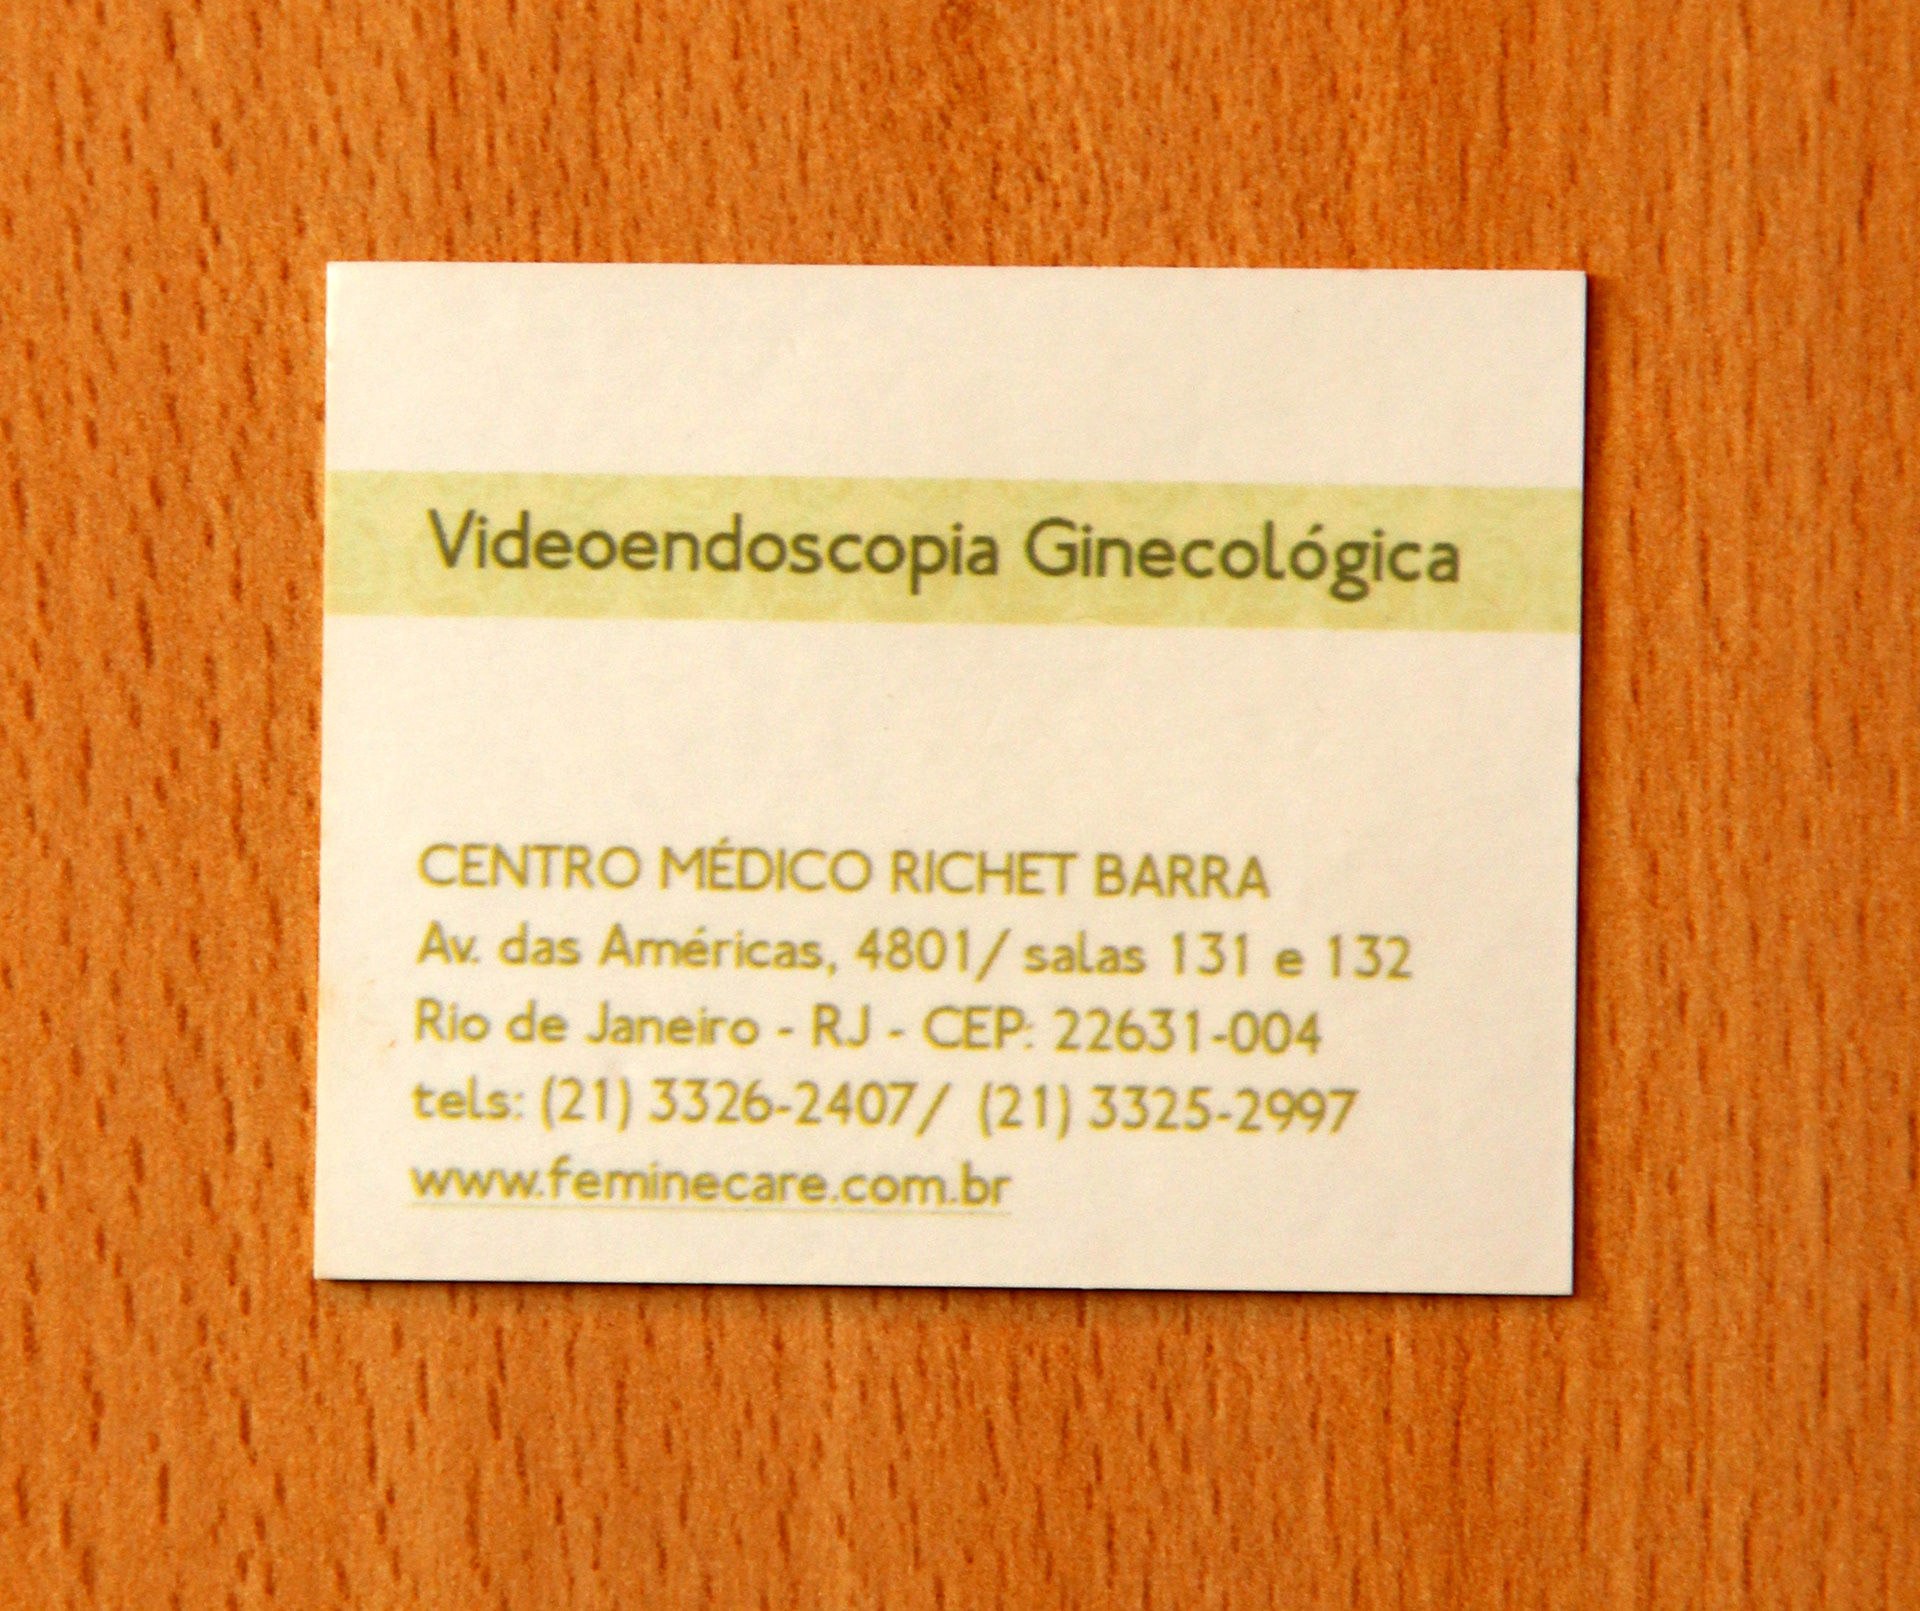 Videoendoscopia Ginecológica
CENTRO MÉDICO RICHET BARRA
Av. das Américas, 4801/ salas 131 e 132
Rio de Janeiro - RJ - CEP: 22631-004
tels: (21) 3326-2407/ (21) 3325-2997
www.feminecare.com.br